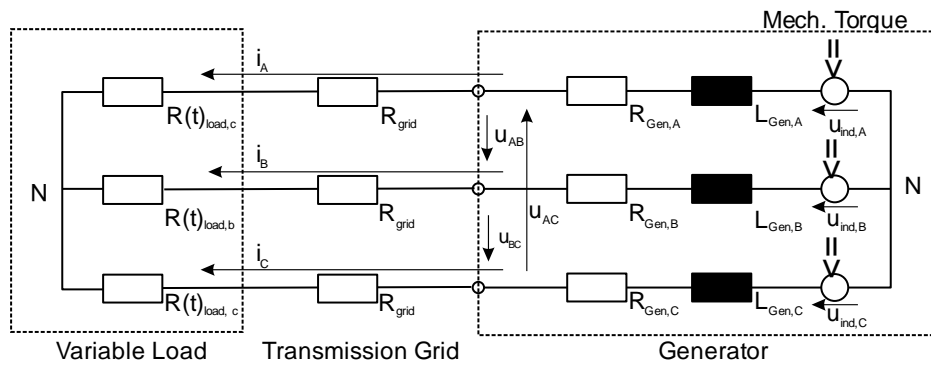 Mech. Torque
i_A
R(t)_load,c
R_grid
R_Gen,A
L_Gen,A
u_ind,A
u_AB
i_B
N
R(t)_load,b
R_grid
u_AC
R_Gen,B
L_Gen,B
u_ind,B
N
u_BC
i_C
R(t)_load, c
R_grid
R_Gen,C
L_Gen,C
u_ind,C
Variable Load
Transmission Grid
Generator